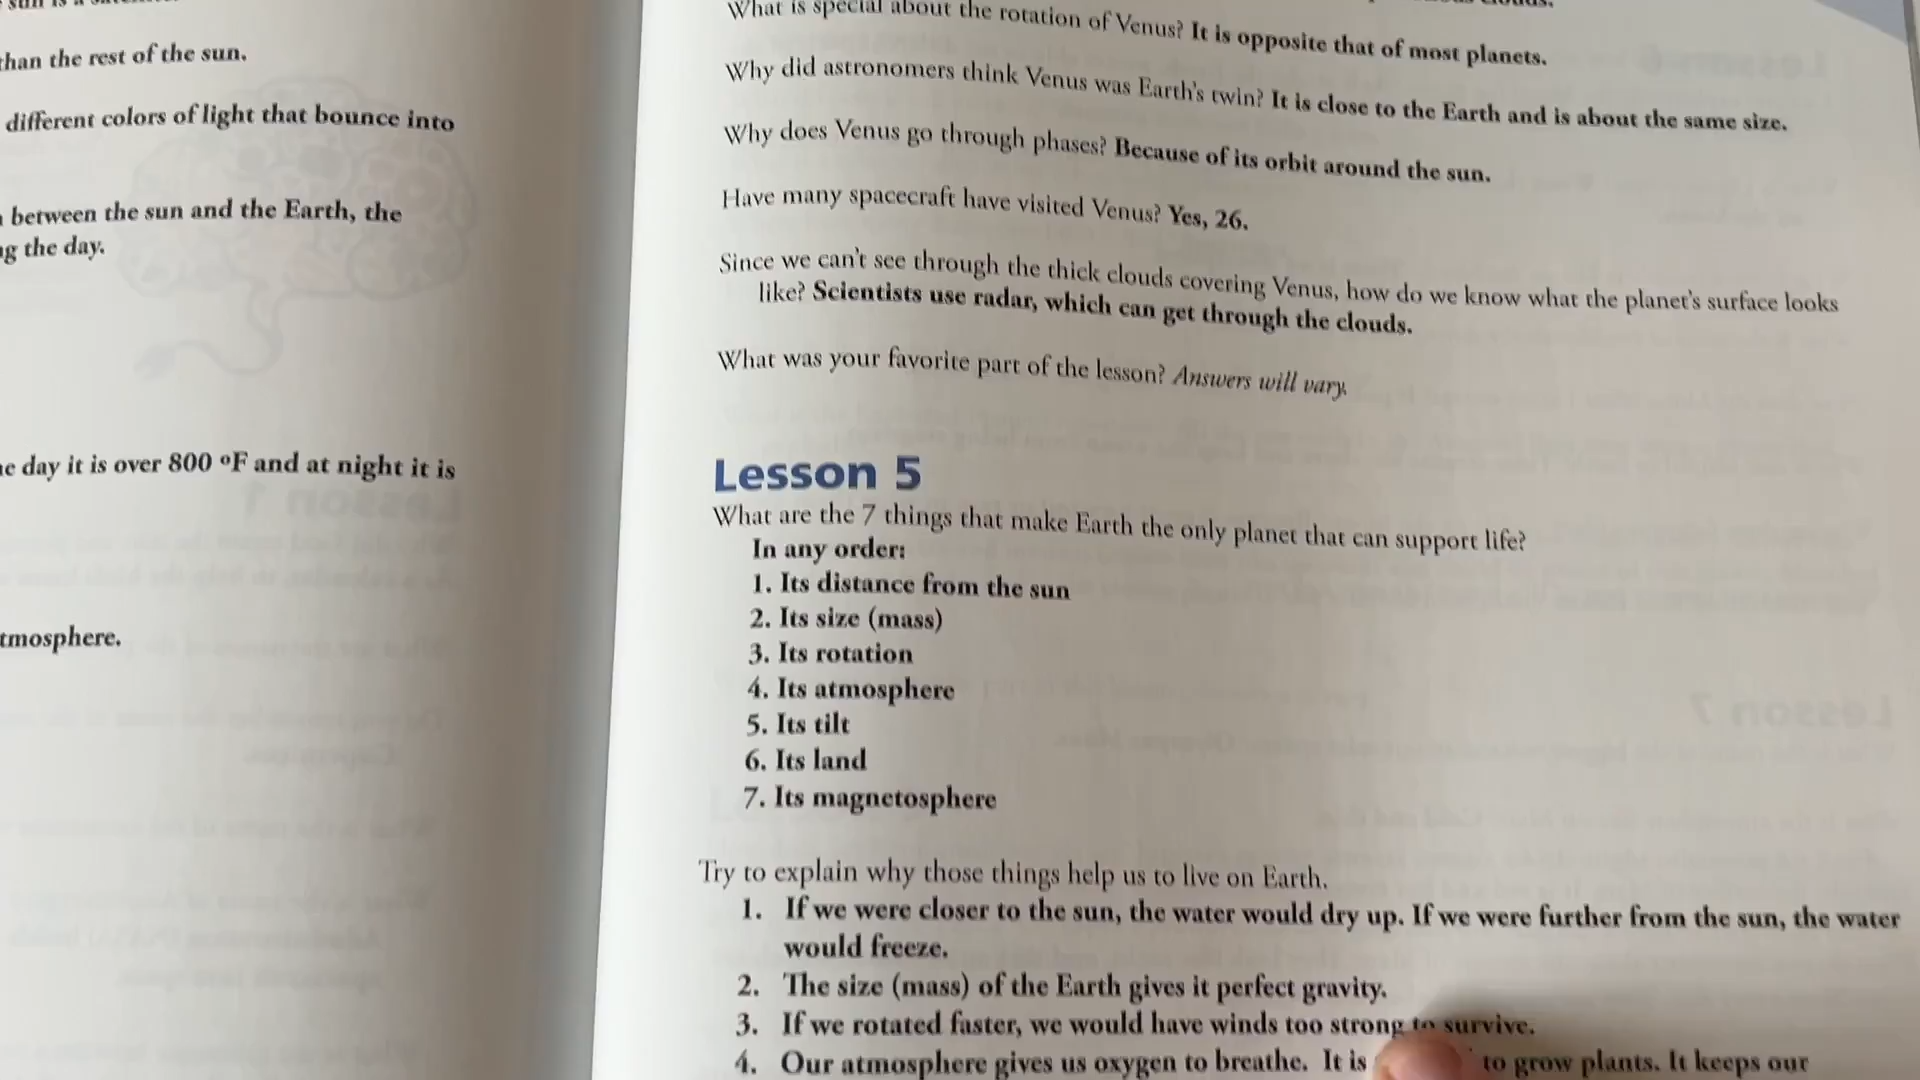 than the rest of the sun.
different colors of light that bounce into
between the sun and the Earth, the
the day.
day it is over 800 ºF and at night it is
What is special about the rotation of Venus? It is opposite that of most planets.
Why did astronomers think Venus was Earth's twin? It is close to the Earth and is about the same size.
Why does Venus go through phases? Because of its orbit around the sun.
Have many spacecraft have visited Venus? Yes, 26.
Since we can't see through the thick clouds covering Venus, how do we know what the planet's surface looks
like? Scientists use radar, which can get through the clouds.
What was your favorite part of the lesson? Answers will vary.
Lesson 5
What are the 7 things that make Earth the only planet that can support life?
In any order:
1. Its distance from the sun
2. Its size (mass)
3. Its rotation
4. Its atmosphere
5. Its tilt
6. Its land
7. Its magnetosphere
Try to explain why those things help us to live on Earth.
1. If we were closer to the sun, the water would dry up. If we were further from the sun, the water
would freeze.
2. The size (mass) of the Earth gives it perfect gravity.
3. If we rotated faster, we would have winds too strong to survive.
4. Our atmosphere gives us oxygen to breathe. It is to grow plants. It keeps our